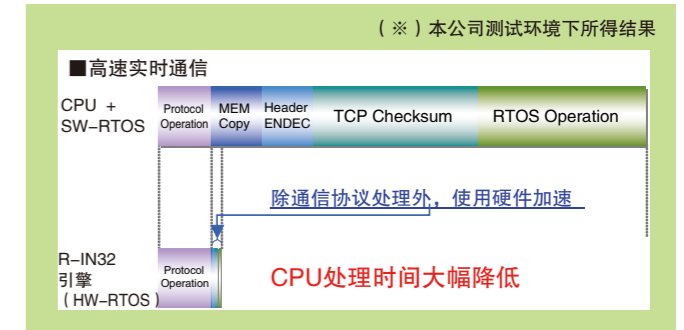 （※）本公司测试环境下所得结果
■高速实时通信
CPU +
SW-RTOS
Protocol
Operation
MEM
Copy
Header
ENDEC
TCP Checksum
RTOS Operation
除通信协议处理外，使用硬件加速
R-IN32
引擎
（HW-RTOS）
Protocol
Operation
CPU处理时间大幅降低